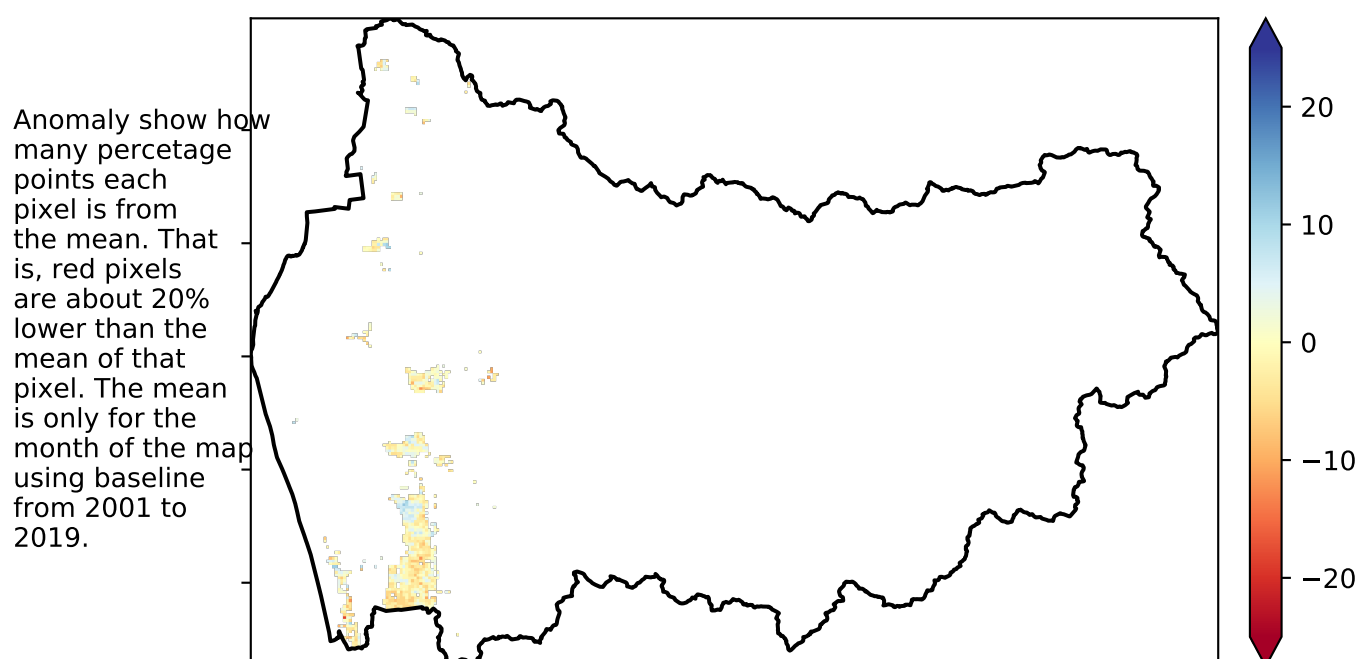 Anomaly show how
many percetage
points each
pixel is from
the mean. That
is, red pixels
are about 20%
lower than the
mean of that
pixel. The mean
is only for the
month of the map
using baseline
from 2001 to
2019.
20
10
0
−10
−20